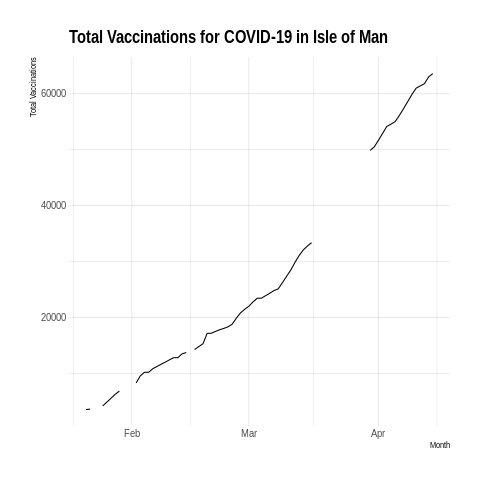 Total Vaccinations for COVID-19 in Isle of Man
Total Vaccinations
60000
40000
20000
Feb
Mar
Apr
Month